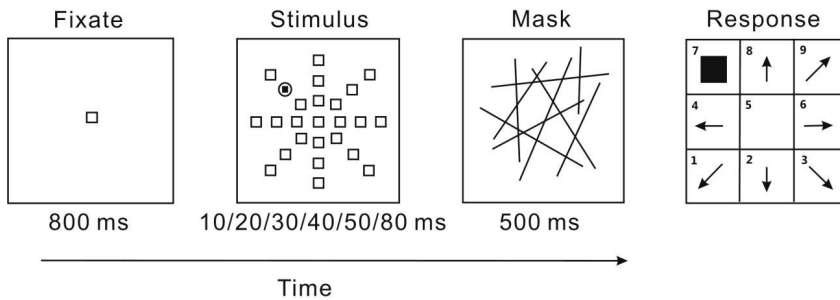 Fixate Stimulus Mask Response
7 8 9
4 5 6
1 2 3
800 ms 10/20/30/40/50/80 ms 500 ms
Time